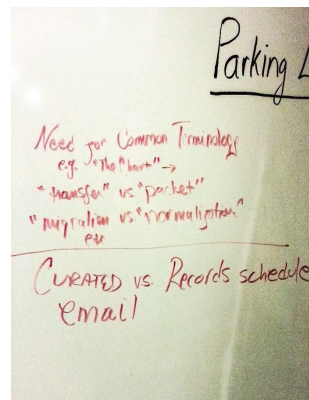 Parking L
Need for Common Terminology
e.g. "The Chart" →
"transfer" vs "packet"
"migration vs "normalization"
etc
CURATED vs. Records schedule
email